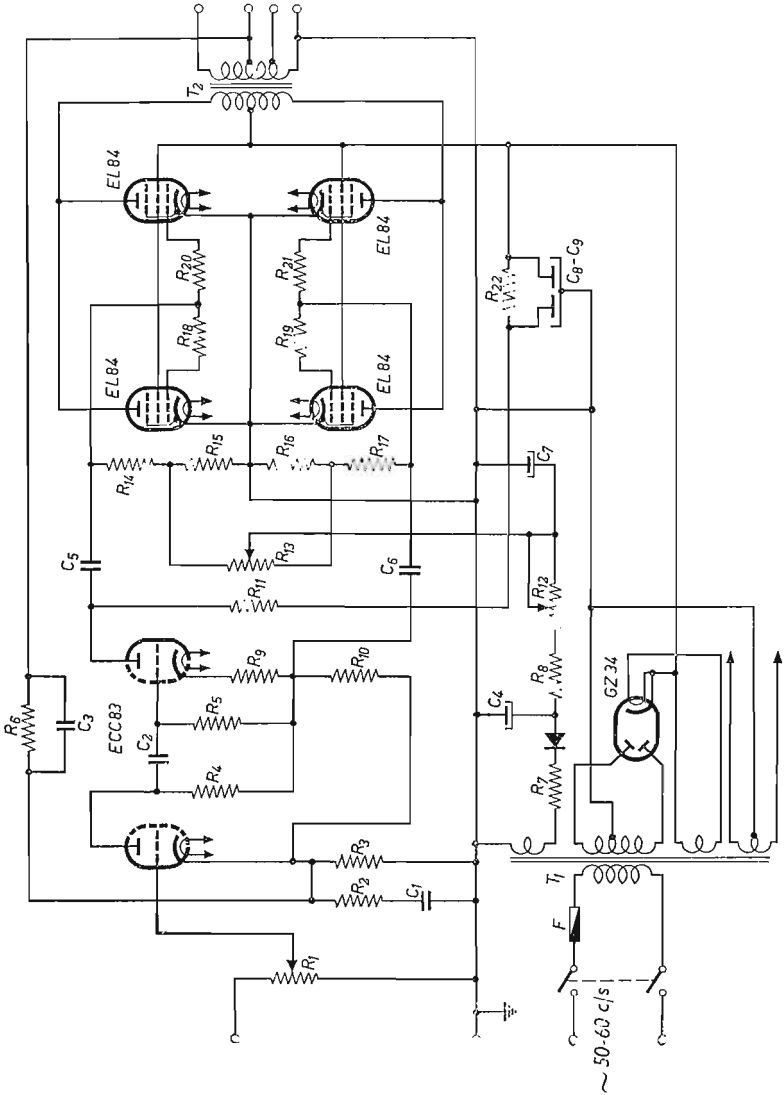 T2
EL84
EL84
R20
R21
R18
R19
EL84
EL84
R22
C8-C9
R14
R15
R16
R17
C7
C5
R13
C6
R11
R12
R6
C3
ECC83
C2
R9
R5
R10
R4
C4
R8
GZ34
R7
R3
R2
C1
T1
F
R1
~ 50-60 c/s